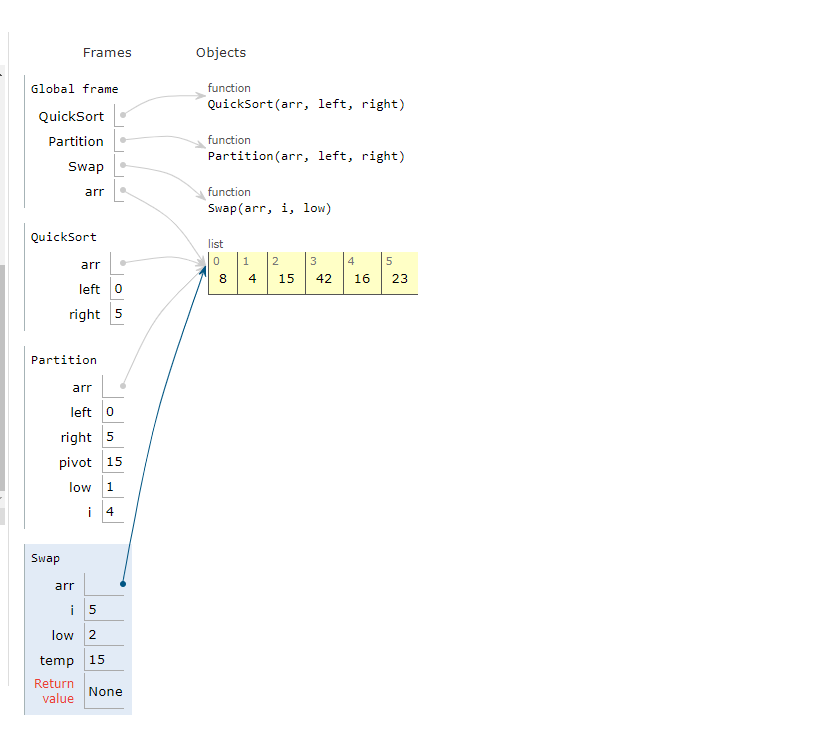 Frames Objects
Global frame
QuickSort
Partition
Swap
arr
function
QuickSort(arr, left, right)
function
Partition(arr, left, right)
function
Swap(arr, i, low)
list
0 1 2 3 4 5
8 4 15 42 16 23
QuickSort
arr
left 0
right 5
Partition
arr
left 0
right 5
pivot 15
low 1
i 4
Swap
arr
i 5
low 2
temp 15
Return
value None